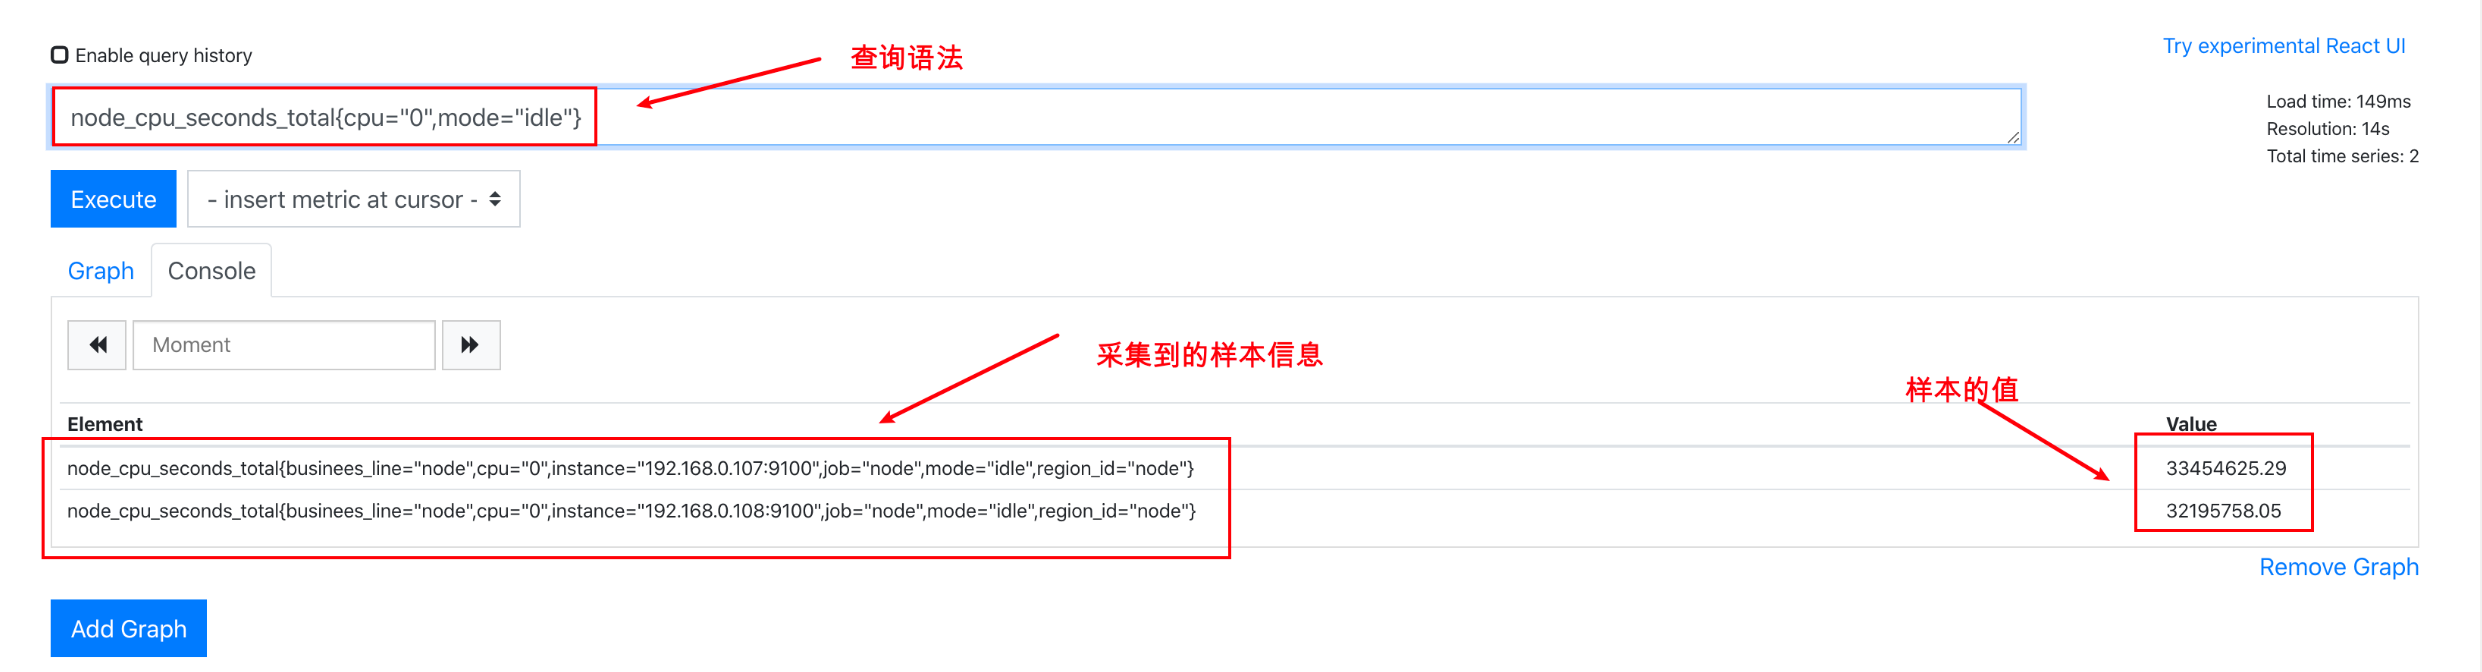 Enable query history
查询语法
Try experimental React UI
node_cpu_seconds_total{cpu="0",mode="idle"}
Load time: 149ms
Resolution: 14s
Total time series: 2
Execute
- insert metric at cursor -
Graph
Console
Moment
采集到的样本信息
样本的值
Element
Value
node_cpu_seconds_total{businees_line="node",cpu="0",instance="192.168.0.107:9100",job="node",mode="idle",region_id="node"}
33454625.29
node_cpu_seconds_total{businees_line="node",cpu="0",instance="192.168.0.108:9100",job="node",mode="idle",region_id="node"}
32195758.05
Remove Graph
Add Graph